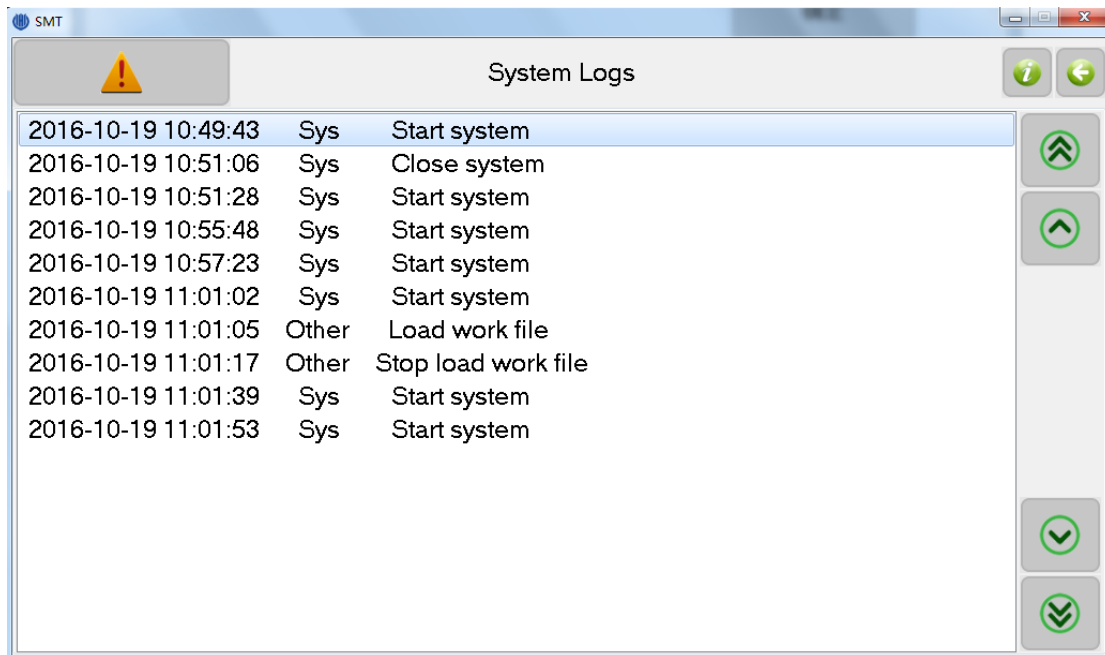 SMT
System Logs
2016-10-19 10:49:43 Sys Start system
2016-10-19 10:51:06 Sys Close system
2016-10-19 10:51:28 Sys Start system
2016-10-19 10:55:48 Sys Start system
2016-10-19 10:57:23 Sys Start system
2016-10-19 11:01:02 Sys Start system
2016-10-19 11:01:05 Other Load work file
2016-10-19 11:01:17 Other Stop load work file
2016-10-19 11:01:39 Sys Start system
2016-10-19 11:01:53 Sys Start system